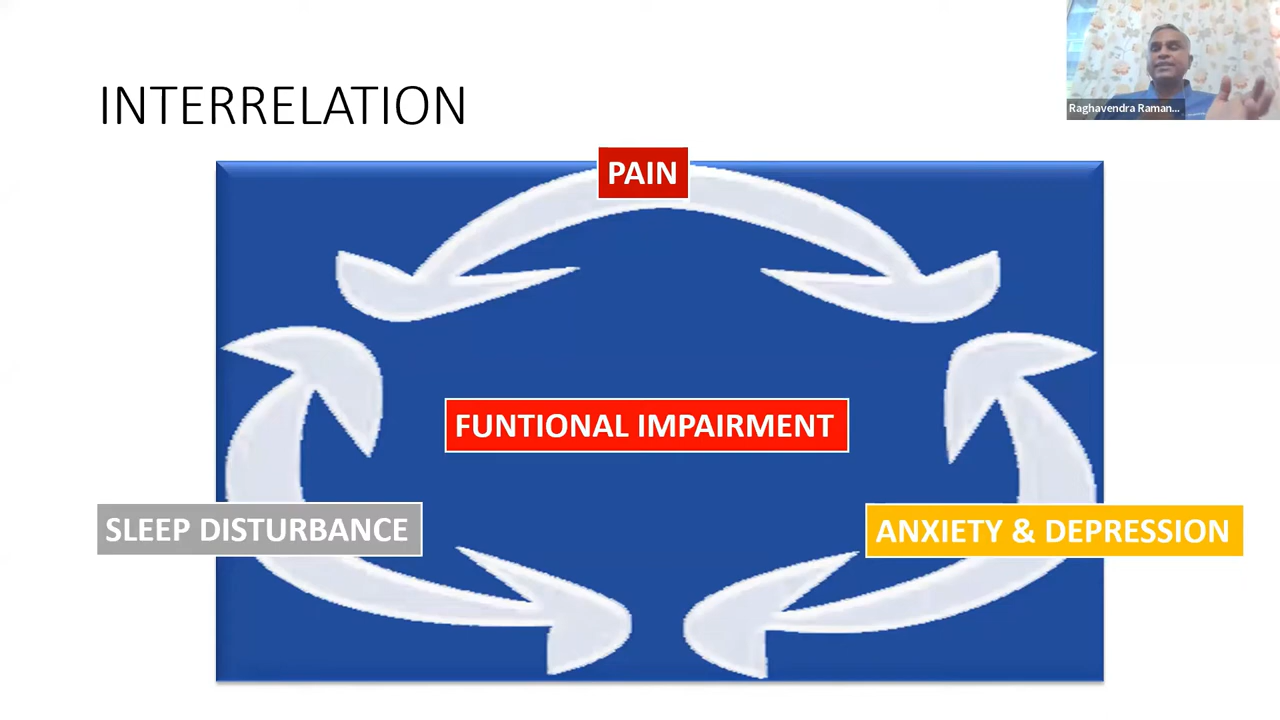 Raghavendra Raman...
INTERRELATION
PAIN
FUNTIONAL IMPAIRMENT
SLEEP DISTURBANCE
ANXIETY & DEPRESSION